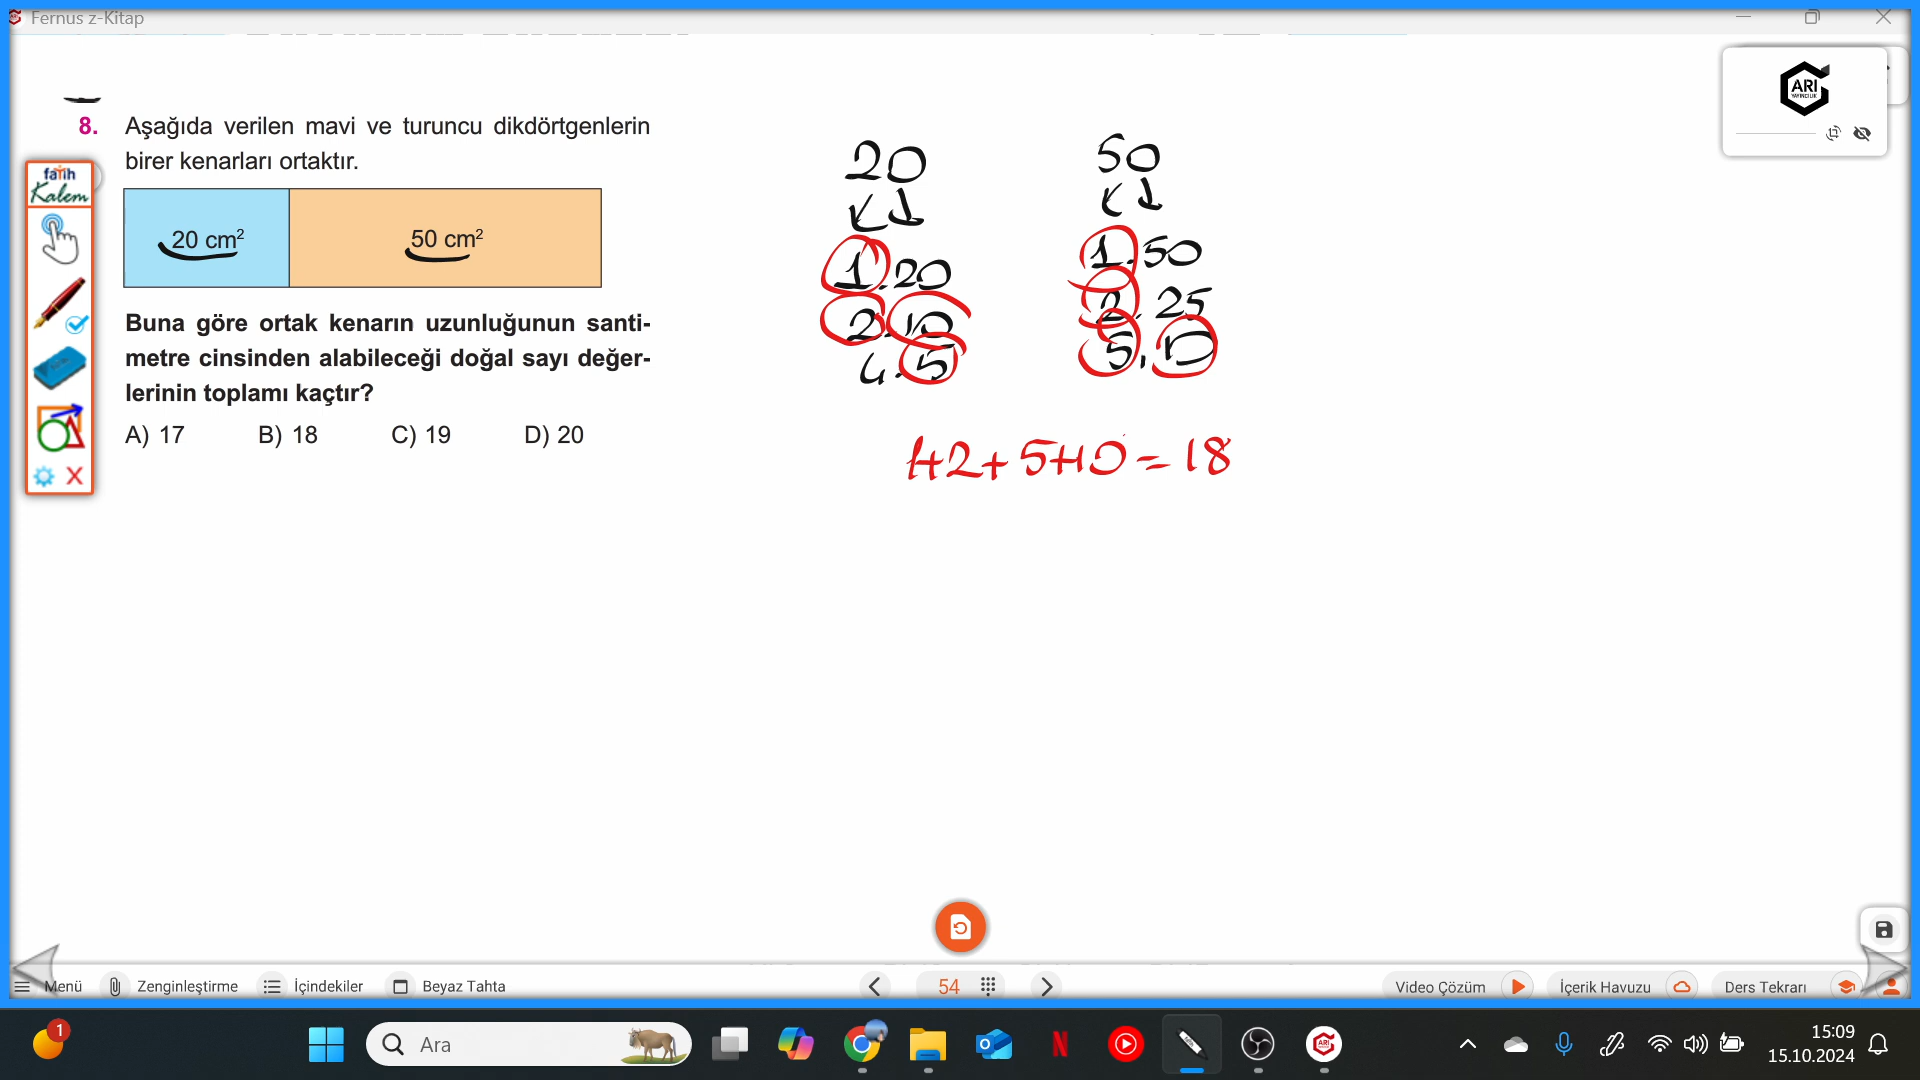 Fernus z-Kitap
ARI
YAYINCILIK
8. Aşağıda verilen mavi ve turuncu dikdörtgenlerin
birer kenarları ortaktır.
20 cm²
50 cm²
Buna göre ortak kenarın uzunluğunun santi-
metre cinsinden alabileceği doğal sayı değer-
lerinin toplamı kaçtır?
A) 17 B) 18 C) 19 D) 20
fatih
Kalem
20
1.20
2.10
4.5
50
1.50
2.25
5.10
1+2+5+10=18
Menü Zenginleştirme İçindekiler Beyaz Tahta 54 Video Çözüm İçerik Havuzu Ders Tekrarı
1
Ara
15:09
15.10.2024